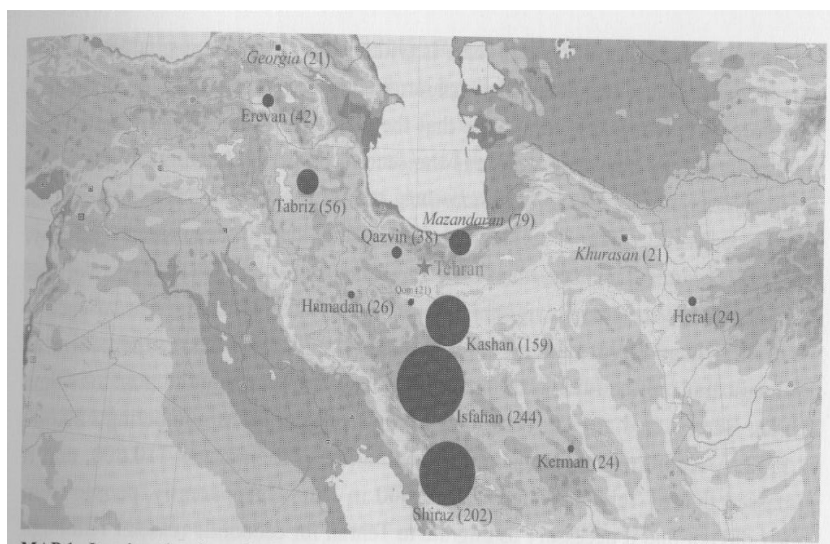 Georgia (21)
Erevan (42)
Tabriz (56)
Mazandaran (79)
Qazvin (38)
Tehran
Khurasan (21)
Qom (21)
Hamadan (26)
Herat (24)
Kashan (159)
Isfahan (244)
Kerman (24)
Shiraz (202)